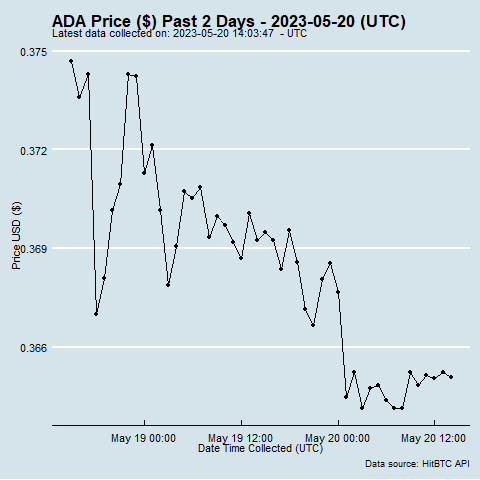 ADA Price ($) Past 2 Days - 2023-05-20 (UTC)
Latest data collected on: 2023-05-20 14:03:47 - UTC
0.375
0.372
0.369
0.366
Price USD ($)
May 19 00:00
May 19 12:00
May 20 00:00
May 20 12:00
Date Time Collected (UTC)
Data source: HitBTC API